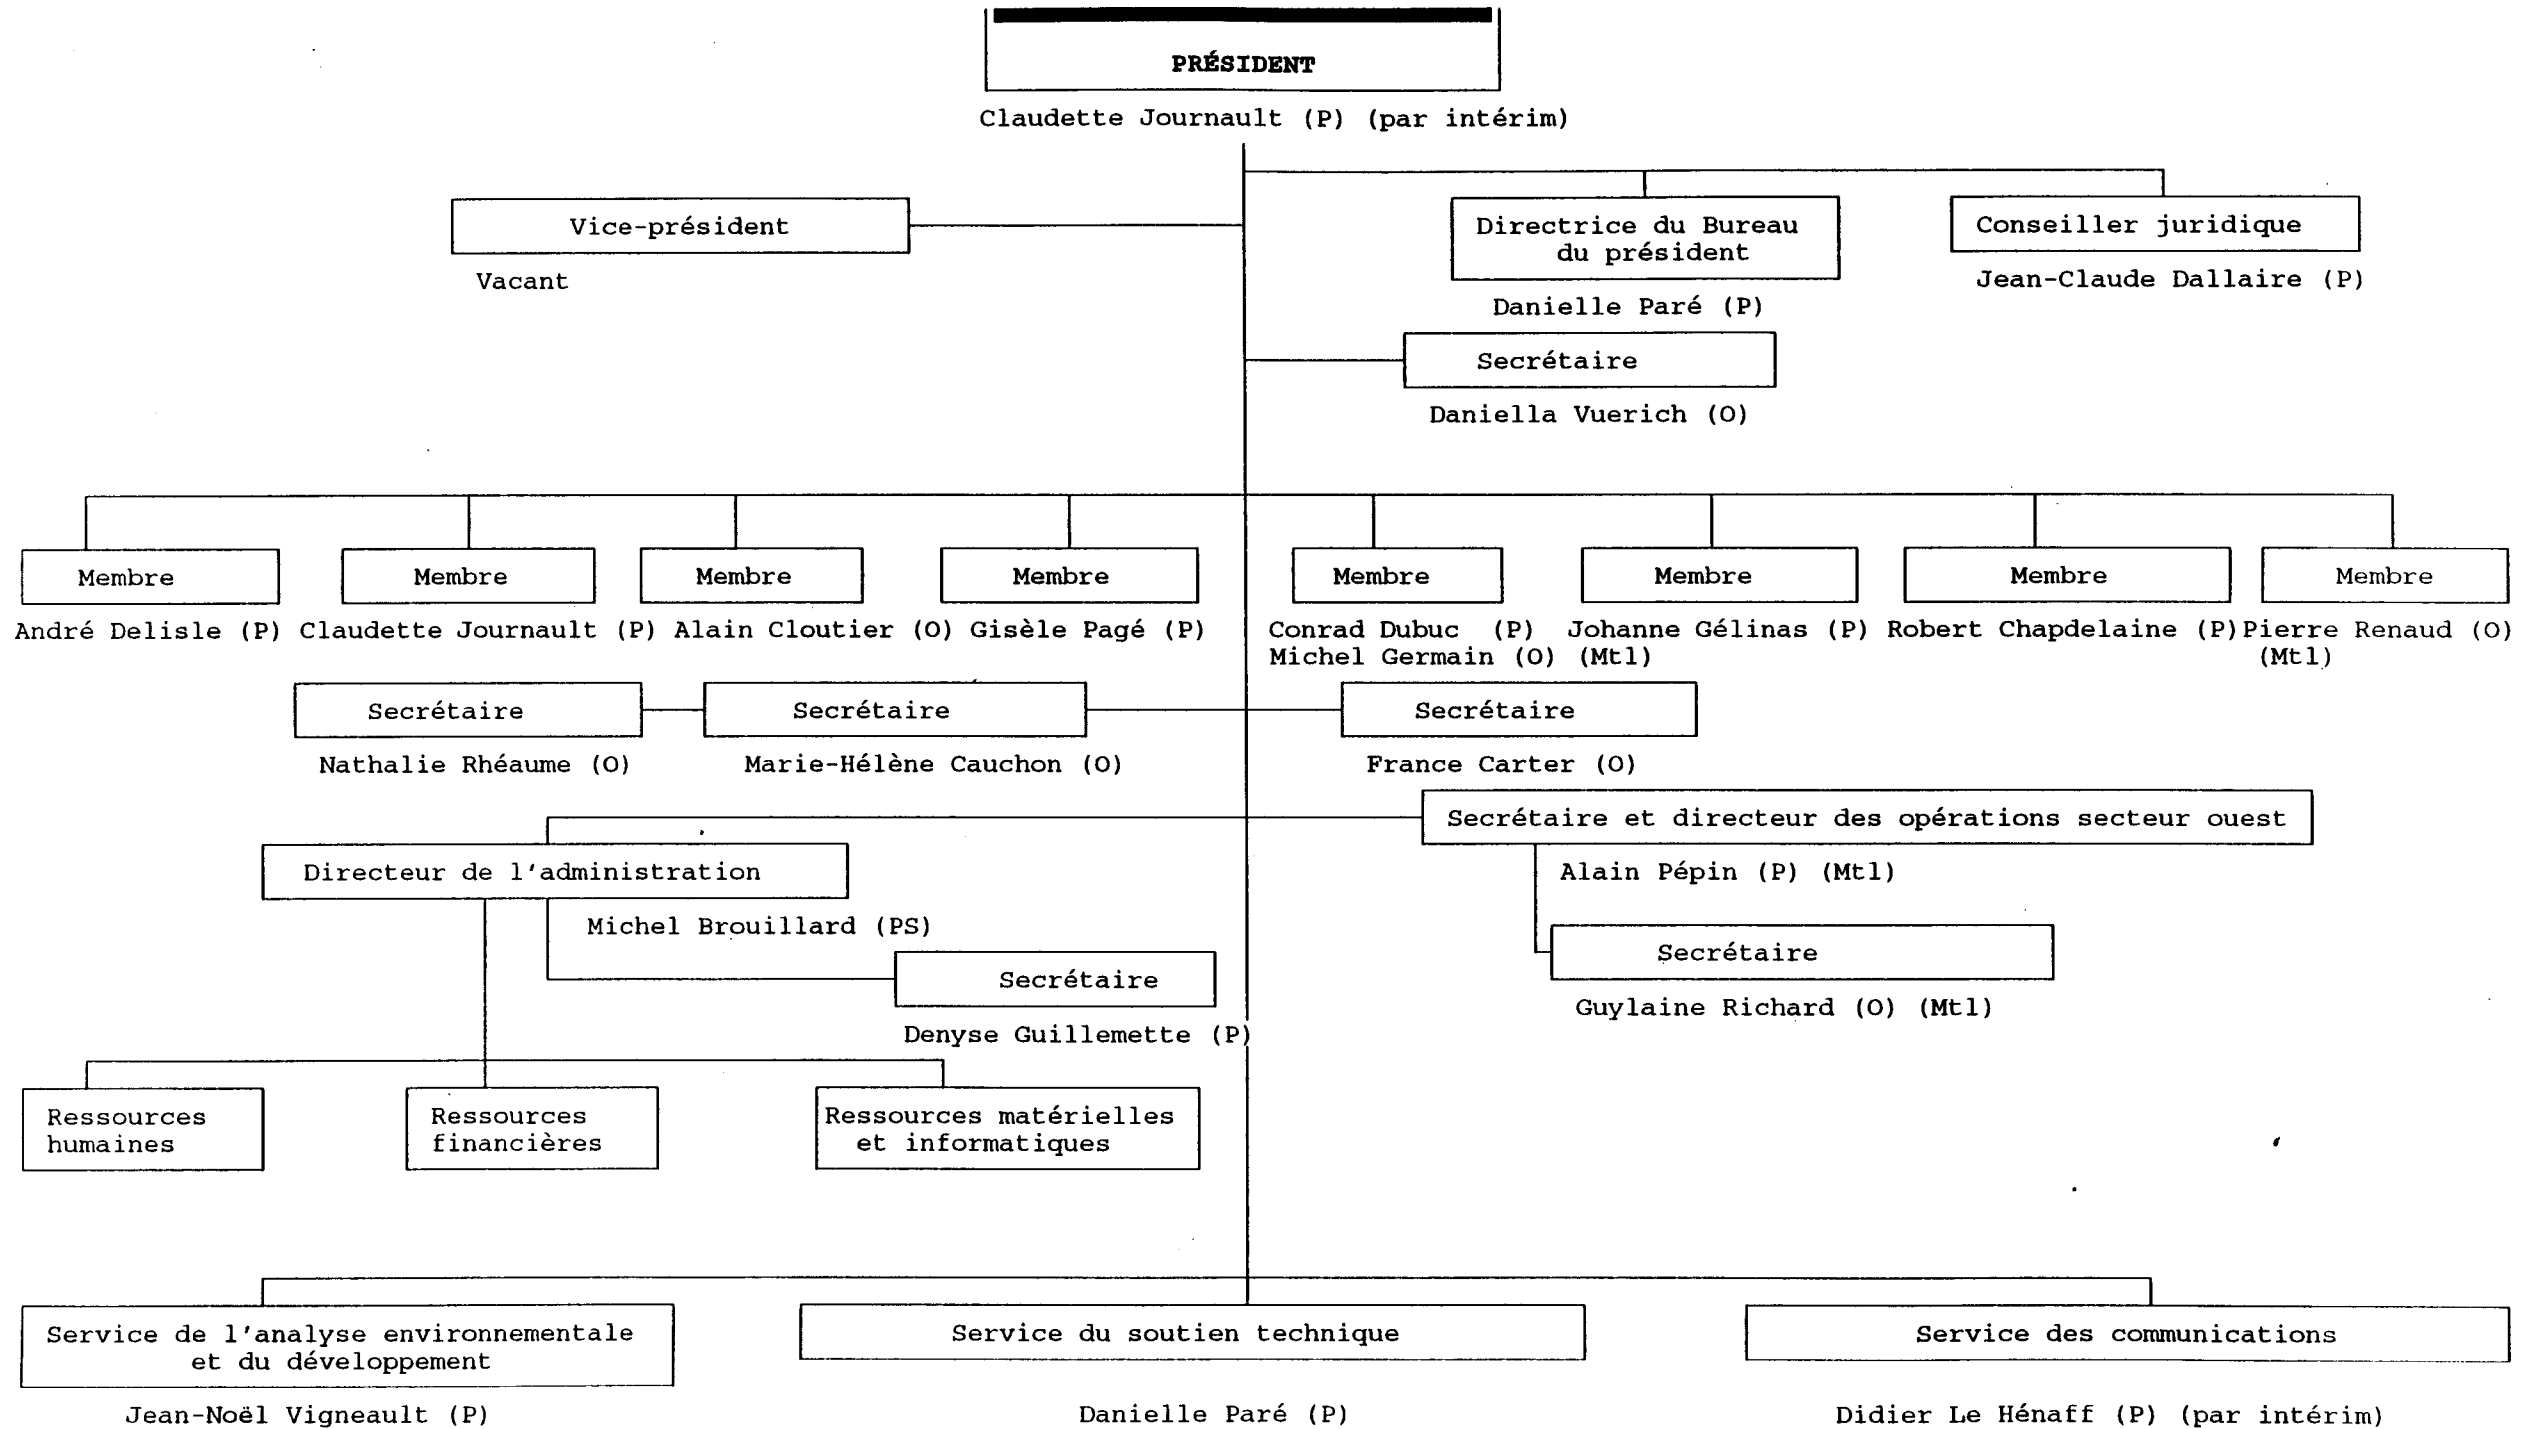 PRÉSIDENT
Claudette Journault (P) (par intérim)
Vice-président
Vacant
Directrice du Bureau
du président
Danielle Paré (P)
Conseiller juridique
Jean-Claude Dallaire (P)
Secrétaire
Daniella Vuerich (O)
Membre
André Delisle (P)
Membre
Claudette Journault (P)
Membre
Alain Cloutier (O)
Membre
Gisèle Pagé (P)
Membre
Conrad Dubuc (P)
Michel Germain (O) (Mtl)
Membre
Johanne Gélinas (P)
Membre
Robert Chapdelaine (P)
Membre
Pierre Renaud (O)
(Mtl)
Secrétaire
Nathalie Rhéaume (O)
Secrétaire
Marie-Hélène Cauchon (O)
Secrétaire
France Carter (O)
Secrétaire et directeur des opérations secteur ouest
Alain Pépin (P) (Mtl)
Directeur de l'administration
Michel Brouillard (PS)
Secrétaire
Guylaine Richard (O) (Mtl)
Secrétaire
Denyse Guillemette (P)
Ressources
humaines
Ressources
financières
Ressources matérielles
et informatiques
Service de l'analyse environnementale
et du développement
Jean-Noël Vigneault (P)
Service du soutien technique
Danielle Paré (P)
Service des communications
Didier Le Hénaff (P) (par intérim)